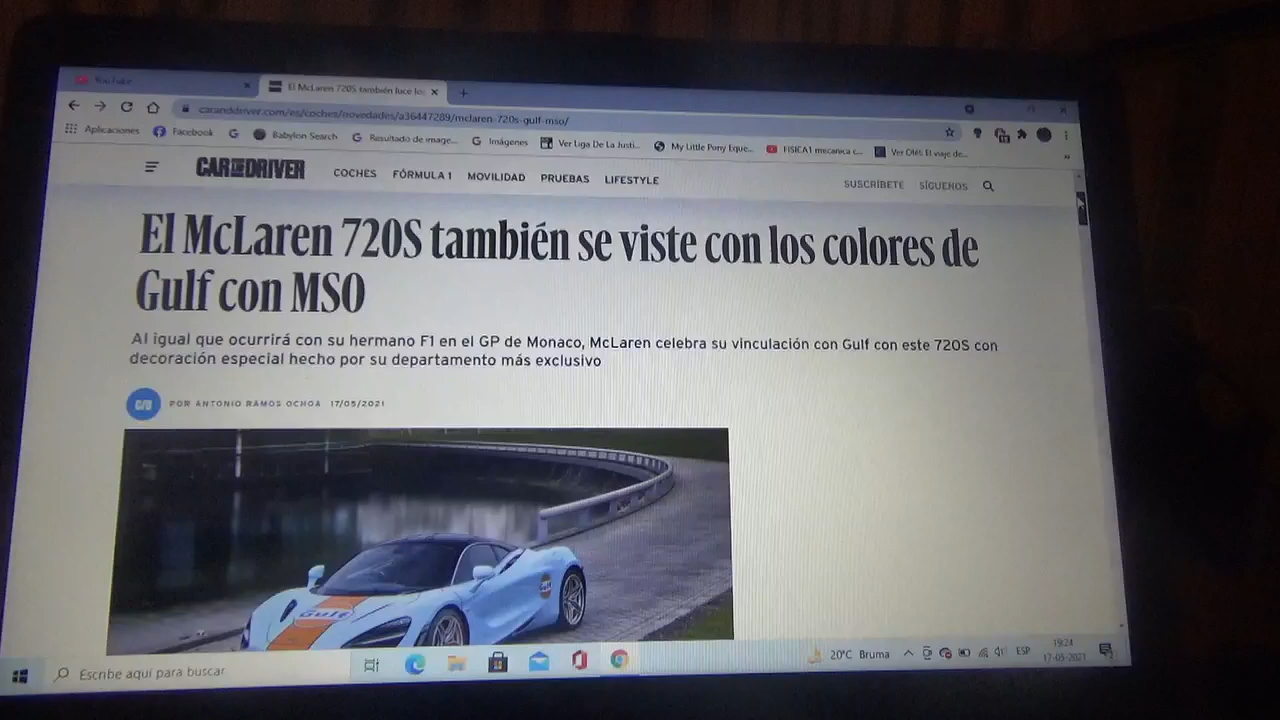 YouTube
El McLaren 720S también luce los
caranddriver.com/es/coches/novedades/a36447289/mclaren-720s-gulf-mso/
Aplicaciones Facebook Babylon Search Resultado de image... Imágenes Ver Liga De La Justi... My Little Pony Eque... FISICA1 mecanica c... Ver Olé: El viaje de...
CAR AND DRIVER COCHES FÓRMULA 1 MOVILIDAD PRUEBAS LIFESTYLE SUSCRÍBETE SÍGUENOS
El McLaren 720S también se viste con los colores de
Gulf con MSO
Al igual que ocurrirá con su hermano F1 en el GP de Monaco, McLaren celebra su vinculación con Gulf con este 720S con
decoración especial hecho por su departamento más exclusivo
C/D POR ANTONIO RAMOS OCHOA 17/05/2021
Gulf
Gulf
Escribe aquí para buscar
20°C Bruma ESP
19:24
17-05-2021